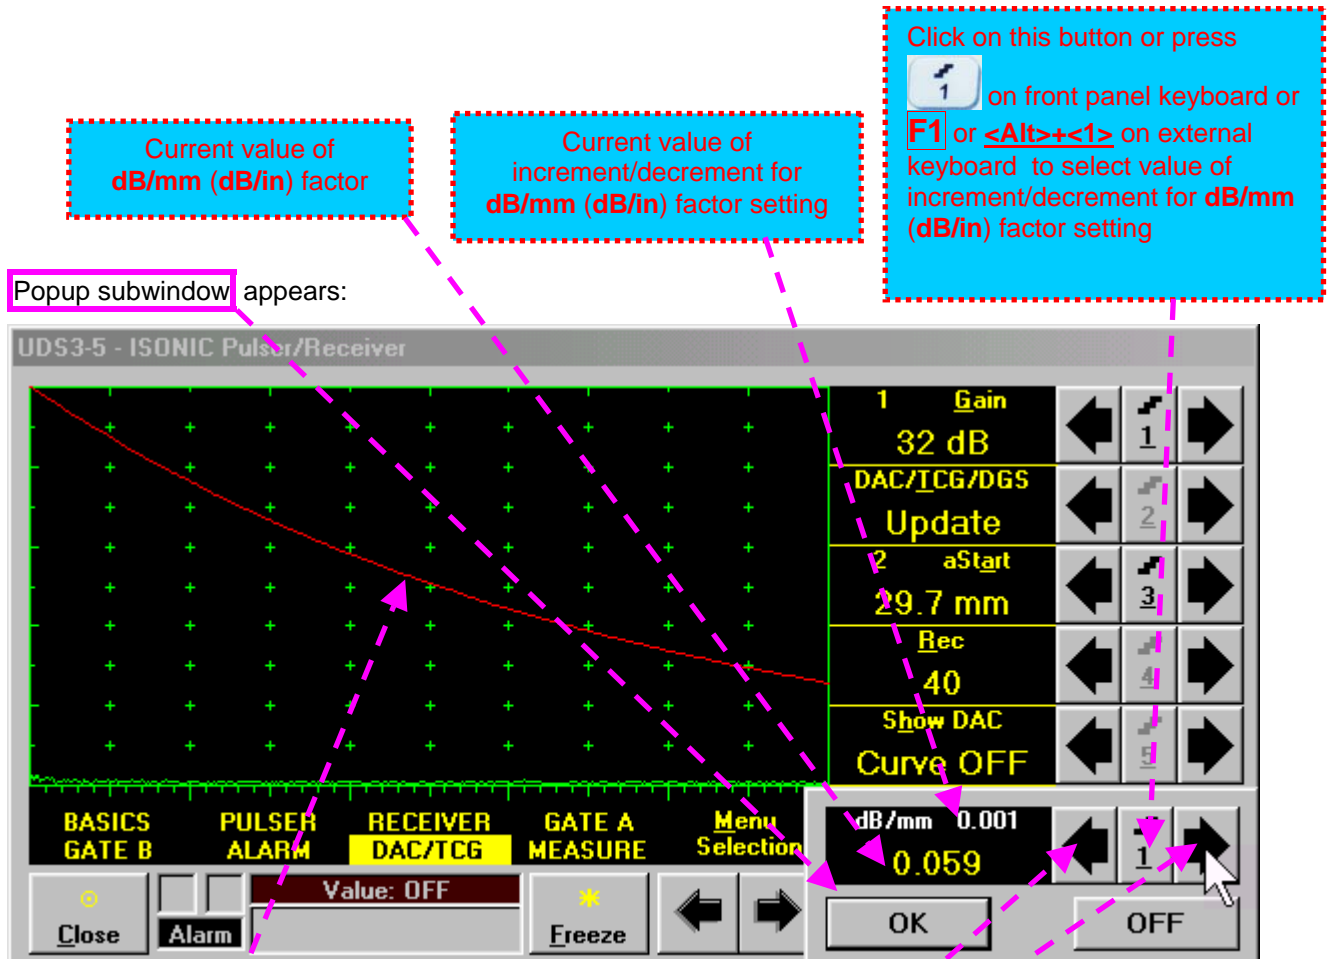 Click on this button or press
1 on front panel keyboard or
F1 or <Alt>+<1> on external
keyboard to select value of
increment/decrement for dB/mm
(dB/in) factor setting
Current value of
dB/mm (dB/in) factor
Current value of
increment/decrement for
dB/mm (dB/in) factor setting
Popup subwindow appears:
UDS3-5 - ISONIC Pulser/Receiver
1 Gain
32 dB
1
DAC/TCG/DGS
Update
2
2 aStart
29.7 mm
3
Rec
40
4
Show DAC
Curve OFF
5
BASICS PULSER RECEIVER GATE A Menu
GATE B ALARM DAC/TCG MEASURE Selection
dB/mm 0.001
0.059
1
Value: OFF
Close Alarm Freeze
OK OFF